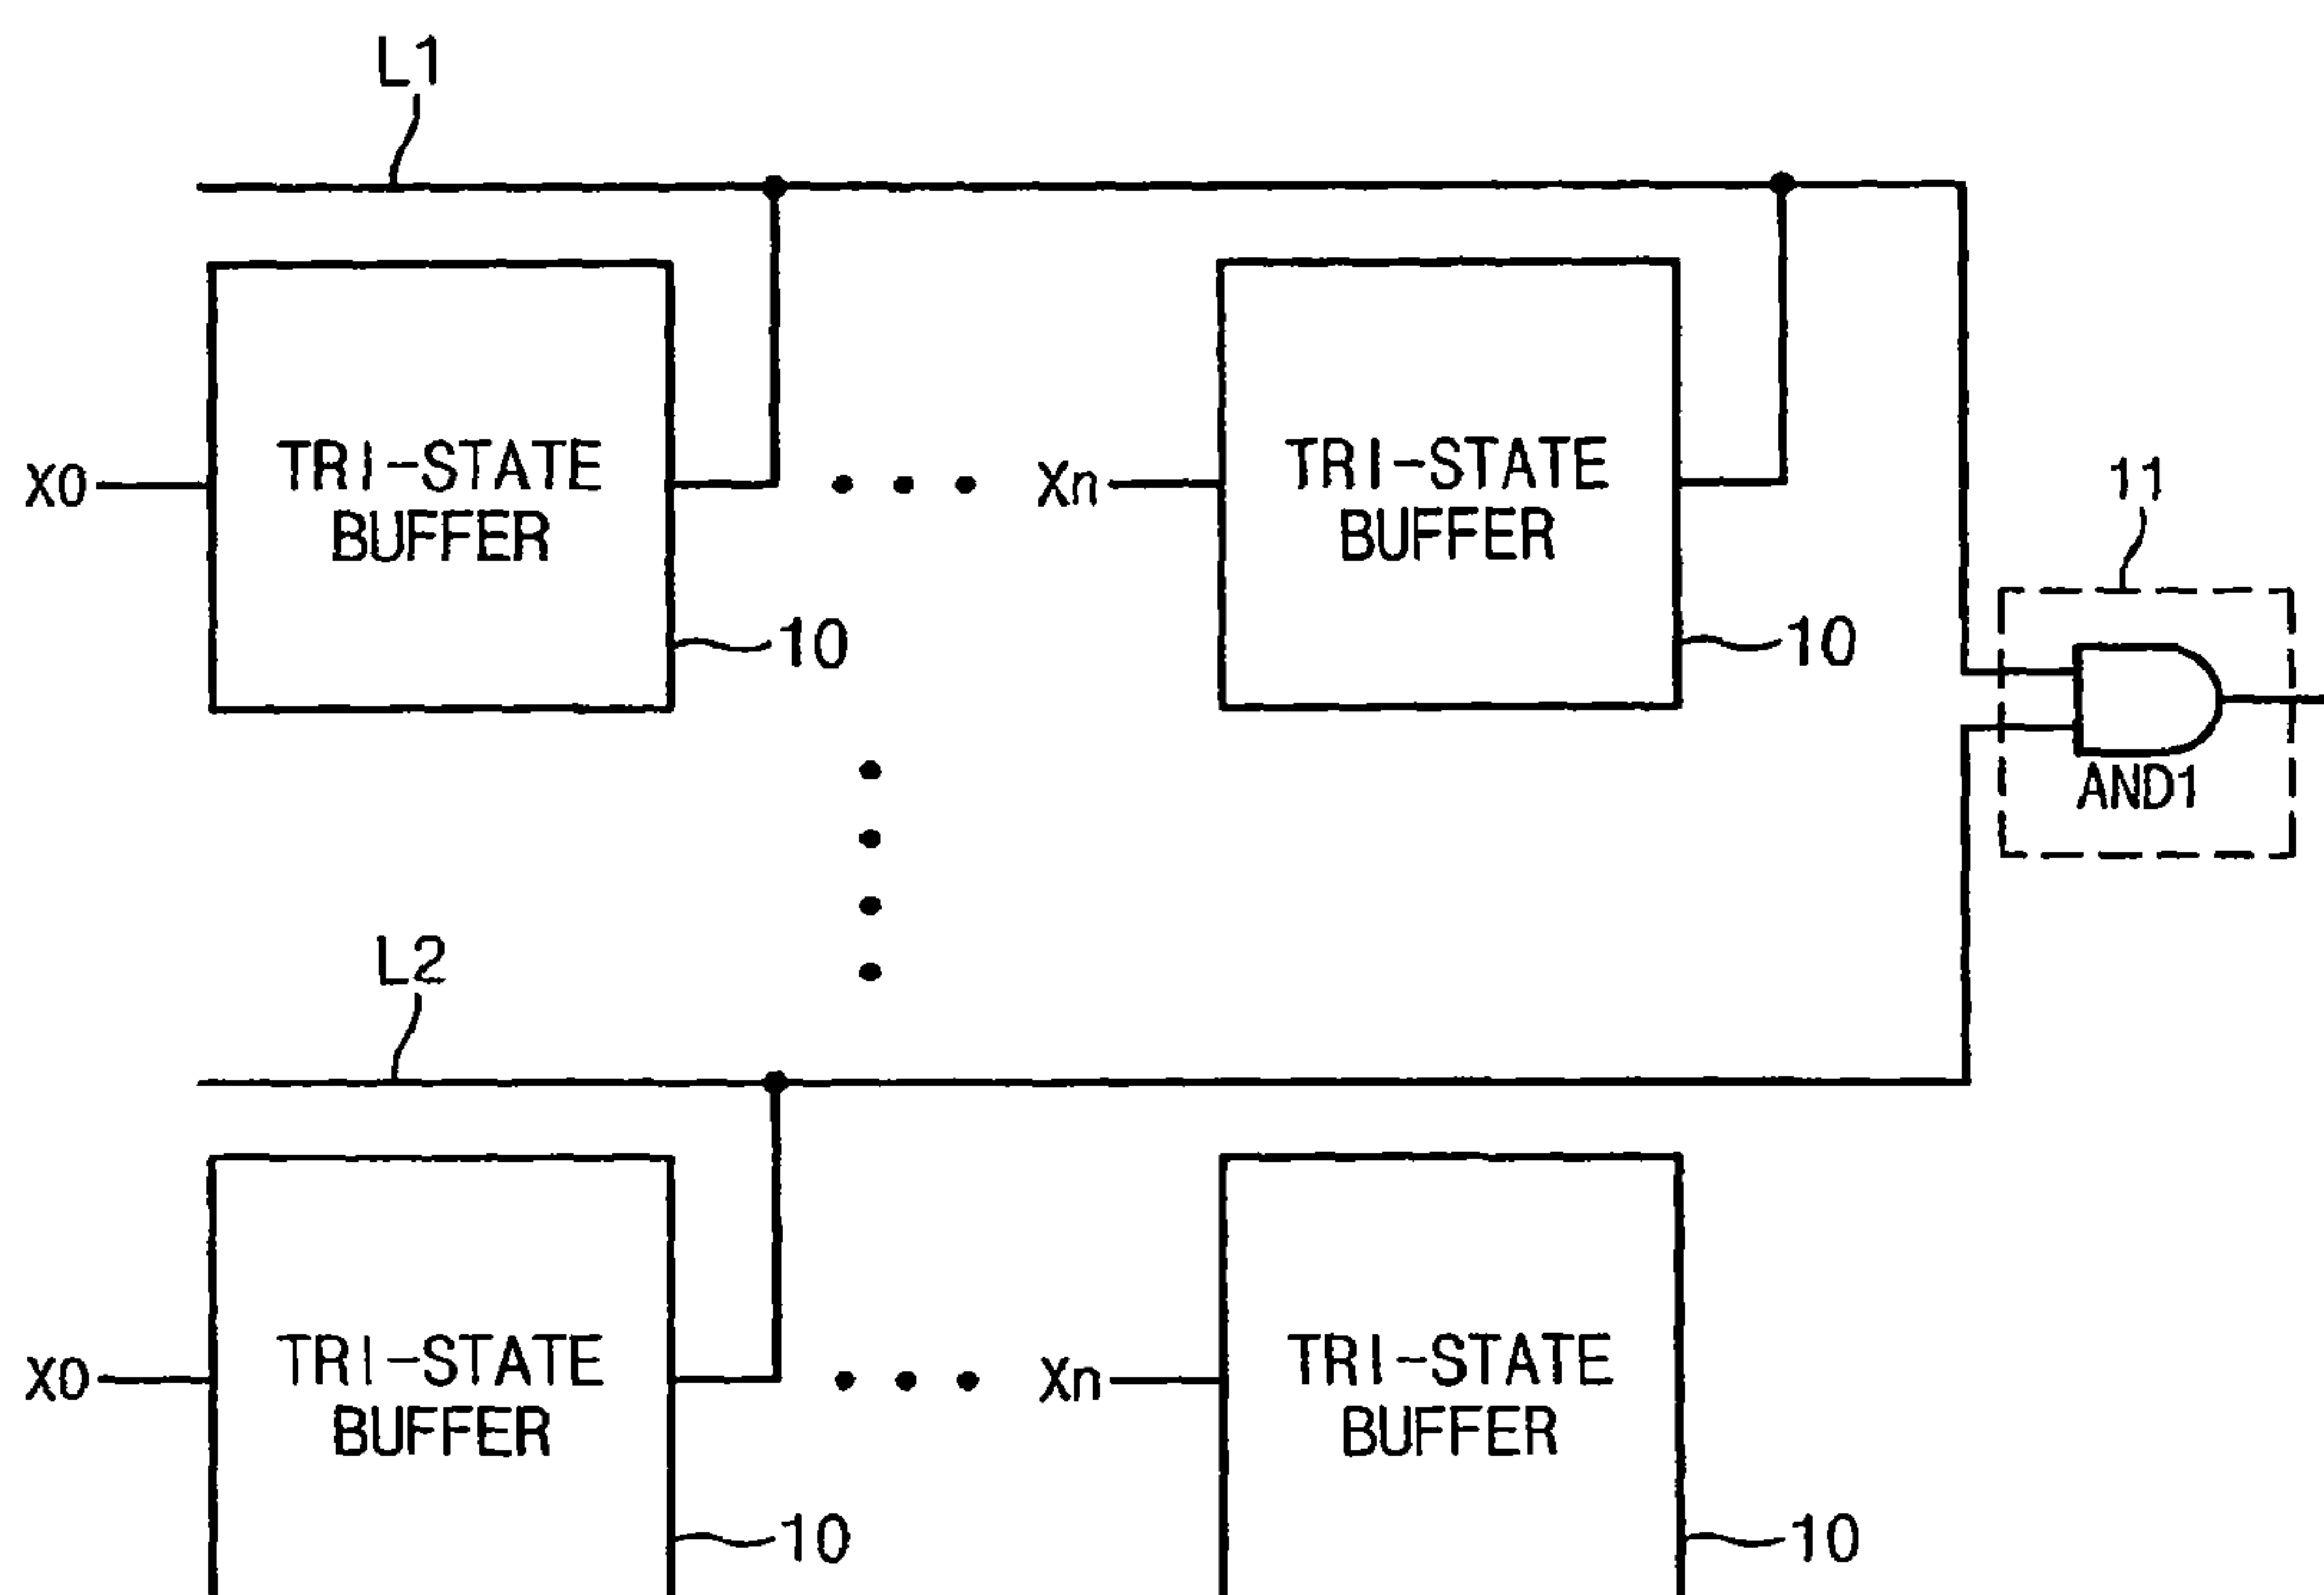 L1
X0
TRI-STATE
BUFFER
10
Xn
TRI-STATE
BUFFER
10
11
AND1
L2
X0
TRI-STATE
BUFFER
10
Xn
TRI-STATE
BUFFER
10